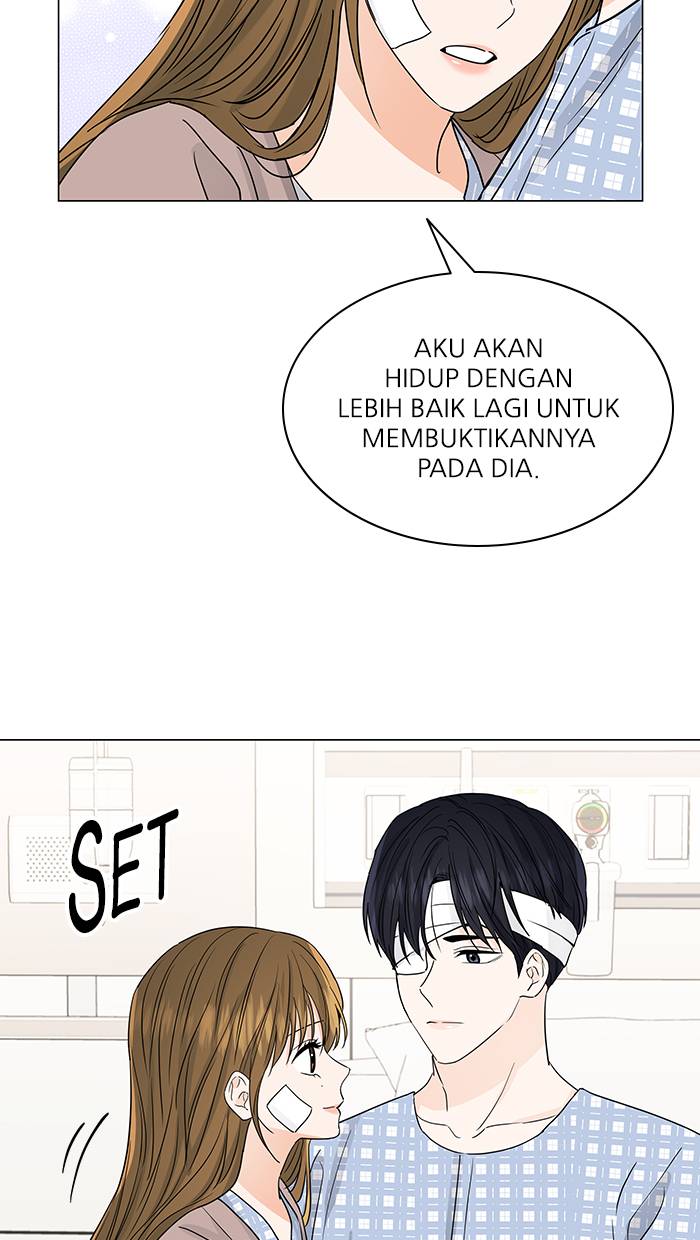 AKU AKAN
HIDUP DENGAN
LEBIH BAIK LAGI UNTUK
MEMBUKTIKANNYA
PADA DIA.
SET